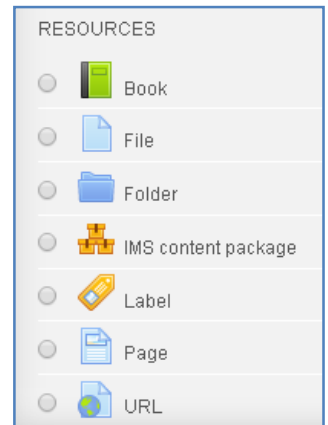 RESOURCES
Book
File
Folder
IMS content package
Label
Page
URL